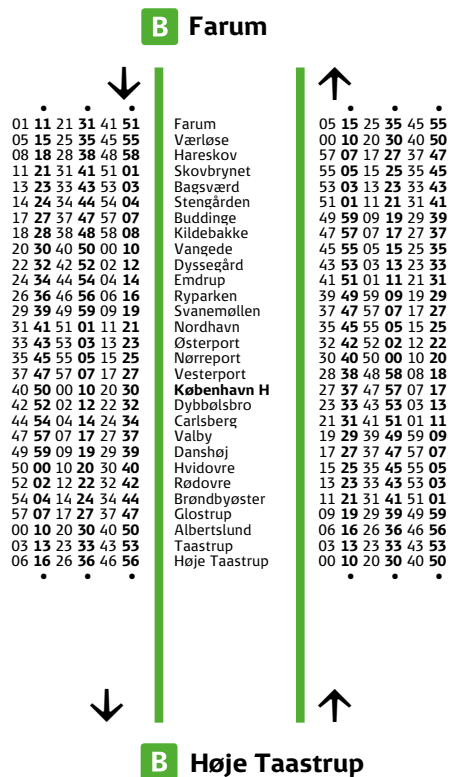 B Farum
• • • • • •
01 11 21 31 41 51 Farum 05 15 25 35 45 55
05 15 25 35 45 55 Værløse 00 10 20 30 40 50
08 18 28 38 48 58 Hareskov 57 07 17 27 37 47
11 21 31 41 51 01 Skovbrynet 55 05 15 25 35 45
13 23 33 43 53 03 Bagsværd 53 03 13 23 33 43
14 24 34 44 54 04 Stengården 51 01 11 21 31 41
17 27 37 47 57 07 Buddinge 49 59 09 19 29 39
18 28 38 48 58 08 Kildebakke 47 57 07 17 27 37
20 30 40 50 00 10 Vangede 45 55 05 15 25 35
22 32 42 52 02 12 Dyssegård 43 53 03 13 23 33
24 34 44 54 04 14 Emdrup 41 51 01 11 21 31
26 36 46 56 06 16 Ryparken 39 49 59 09 19 29
29 39 49 59 09 19 Svanemøllen 37 47 57 07 17 27
31 41 51 01 11 21 Nordhavn 35 45 55 05 15 25
33 43 53 03 13 23 Østerport 32 42 52 02 12 22
35 45 55 05 15 25 Nørreport 30 40 50 00 10 20
37 47 57 07 17 27 Vesterport 28 38 48 58 08 18
40 50 00 10 20 30 København H 27 37 47 57 07 17
42 52 02 12 22 32 Dybbølsbro 23 33 43 53 03 13
44 54 04 14 24 34 Carlsberg 21 31 41 51 01 11
47 57 07 17 27 37 Valby 19 29 39 49 59 09
49 59 09 19 29 39 Danshøj 17 27 37 47 57 07
50 00 10 20 30 40 Hvidovre 15 25 35 45 55 05
52 02 12 22 32 42 Rødovre 13 23 33 43 53 03
54 04 14 24 34 44 Brøndbyøster 11 21 31 41 51 01
57 07 17 27 37 47 Glostrup 09 19 29 39 49 59
00 10 20 30 40 50 Albertslund 06 16 26 36 46 56
03 13 23 33 43 53 Taastrup 03 13 23 33 43 53
06 16 26 36 46 56 Høje Taastrup 00 10 20 30 40 50
• • • • • •
B Høje Taastrup